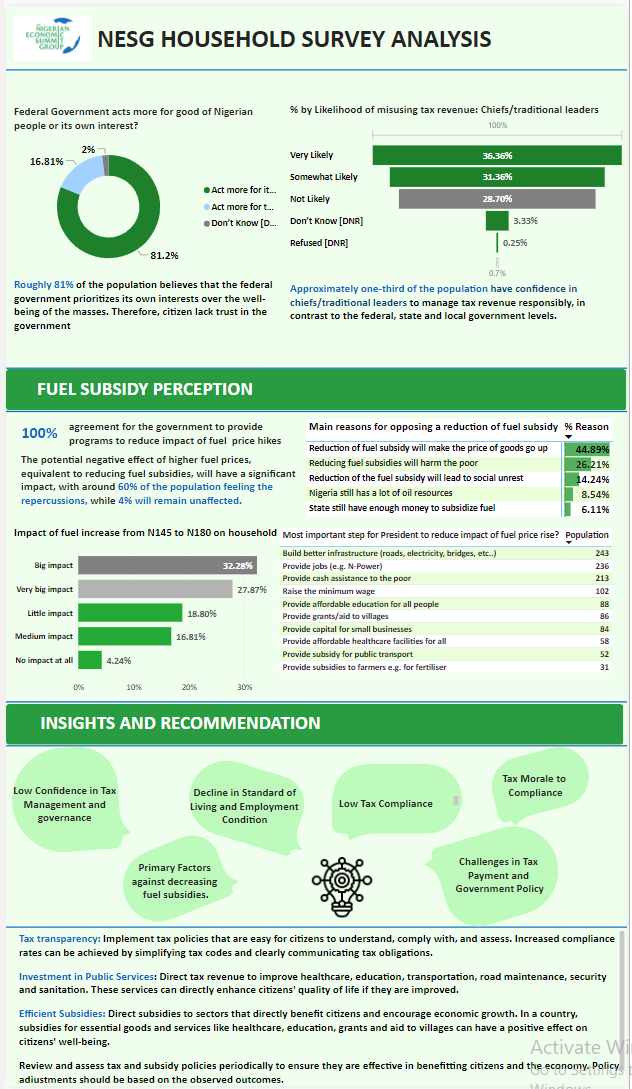 THE
NIGERIAN
ECONOMIC
SUMMIT
GROUP
NESG HOUSEHOLD SURVEY ANALYSIS
Federal Government acts more for good of Nigerian
people or its own interest?
2%
16.81%
81.2%
Act more for it...
Act more for t...
Don't Know [D...
% by Likelihood of misusing tax revenue: Chiefs/traditional leaders
100%
Very Likely 36.36%
Somewhat Likely 31.36%
Not Likely 28.70%
Don't Know [DNR] 3.33%
Refused [DNR] 0.25%
0.7%
Roughly 81% of the population believes that the federal
government prioritizes its own interests over the well-
being of the masses. Therefore, citizen lack trust in the
government
Approximately one-third of the population have confidence in
chiefs/traditional leaders to manage tax revenue responsibly, in
contrast to the federal, state and local government levels.
FUEL SUBSIDY PERCEPTION
100% agreement for the government to provide
programs to reduce impact of fuel price hikes
The potential negative effect of higher fuel prices,
equivalent to reducing fuel subsidies, will have a significant
impact, with around 60% of the population feeling the
repercussions, while 4% will remain unaffected.
Main reasons for opposing a reduction of fuel subsidy % Reason
Reduction of fuel subsidy will make the price of goods go up 44.89%
Reducing fuel subsidies will harm the poor 26.21%
Reduction of the fuel subsidy will lead to social unrest 14.24%
Nigeria still has a lot of oil resources 8.54%
State still have enough money to subsidize fuel 6.11%
Impact of fuel increase from N145 to N180 on household
Big impact 32.28%
Very big impact 27.87%
Little impact 18.80%
Medium impact 16.81%
No impact at all 4.24%
0% 10% 20% 30%
Most important step for President to reduce impact of fuel price rise? Population
Build better infrastructure (roads, electricity, bridges, etc..) 243
Provide jobs (e.g. N-Power) 236
Provide cash assistance to the poor 213
Raise the minimum wage 102
Provide affordable education for all people 88
Provide grants/aid to villages 86
Provide capital for small businesses 84
Provide affordable healthcare facilities for all 58
Provide subsidy for public transport 52
Provide subsidies to farmers e.g. for fertiliser 31
INSIGHTS AND RECOMMENDATION
Low Confidence in Tax
Management and
governance
Decline in Standard of
Living and Employment
Condition
Low Tax Compliance
Tax Morale to
Compliance
Primary Factors
against decreasing
fuel subsidies.
Challenges in Tax
Payment and
Government Policy
Tax transparency: Implement tax policies that are easy for citizens to understand, comply with, and assess. Increased compliance
rates can be achieved by simplifying tax codes and clearly communicating tax obligations.
Investment in Public Services: Direct tax revenue to improve healthcare, education, transportation, road maintenance, security
and sanitation. These services can directly enhance citizens' quality of life if they are improved.
Efficient Subsidies: Direct subsidies to sectors that directly benefit citizens and encourage economic growth. In a country,
subsidies for essential goods and services like healthcare, education, grants and aid to villages can have a positive effect on
citizens' well-being.
Review and assess tax and subsidy policies periodically to ensure they are effective in benefitting citizens and the economy. Policy
adjustments should be based on the observed outcomes.
Activate Wi
Go to Settings